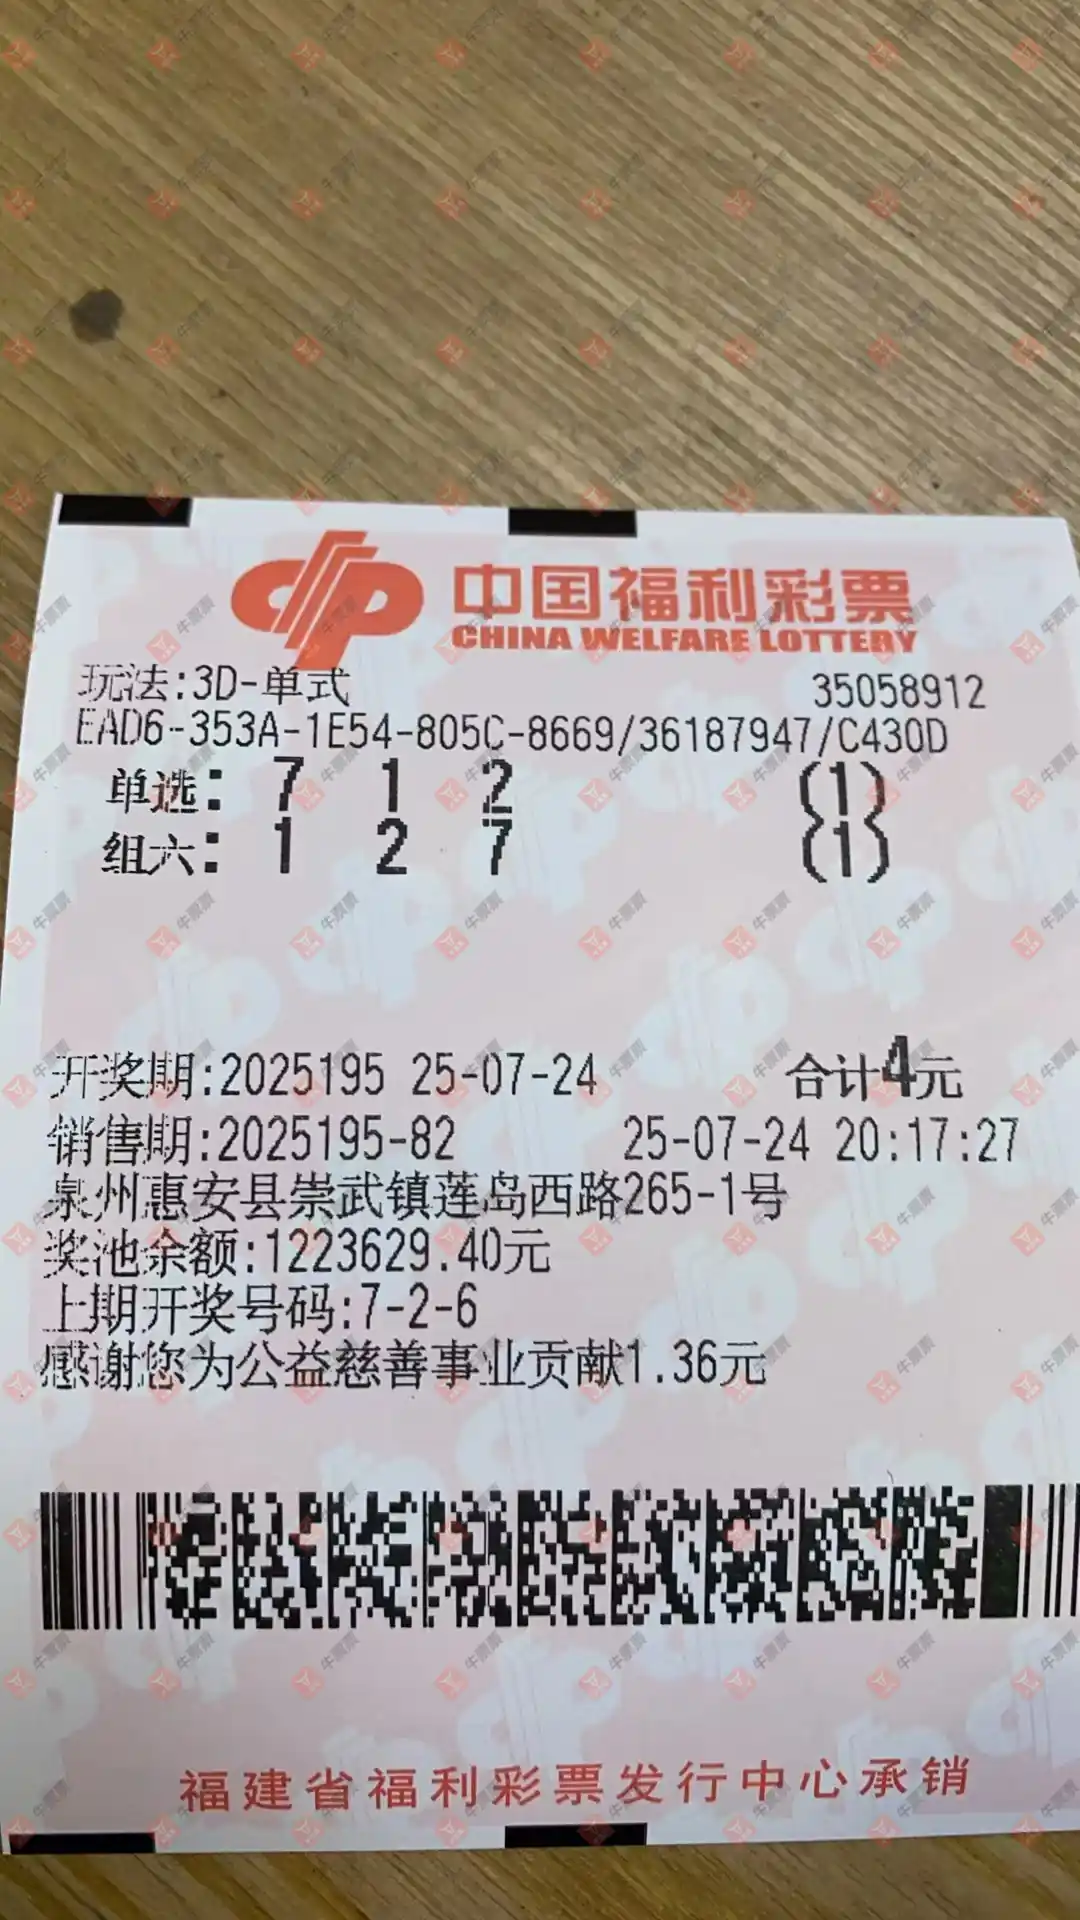 中国福利彩票
CHINA WELFARE LOTTERY
玩法:3D-单式 35058912
EAD6-353A-1E54-805C-8669/36187947/C430D
单选: 7 1 2 (1)
组六: 1 2 7 (1)
开奖期:2025195 25-07-24 合计4元
销售期:2025195-82 25-07-24 20:17:27
泉州惠安县崇武镇莲岛西路265-1号
奖池余额:1223629.40元
上期开奖号码:7-2-6
感谢您为公益慈善事业贡献1.36元
福建省福利彩票发行中心承销
牛票票